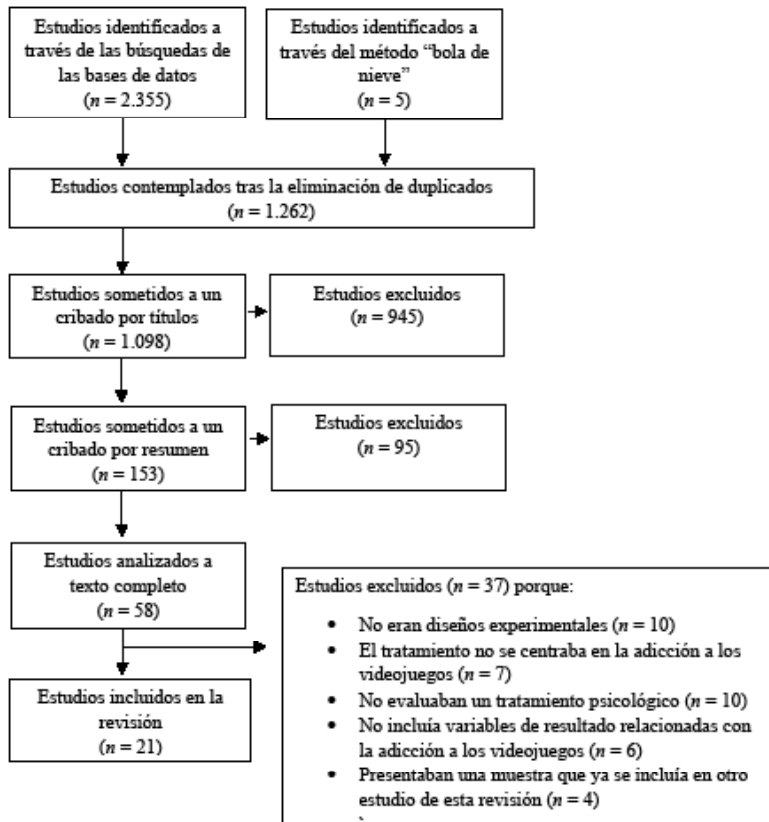 Estudios identificados a
través de las búsquedas de
las bases de datos
(n = 2.355)
Estudios identificados a
través del método “bola de
nieve”
(n = 5)
Estudios contemplados tras la eliminación de duplicados
(n = 1.262)
Estudios sometidos a un
cribado por títulos
(n = 1.098)
Estudios excluidos
(n = 945)
Estudios sometidos a un
cribado por resumen
(n = 153)
Estudios excluidos
(n = 95)
Estudios analizados a
texto completo
(n = 58)
Estudios excluidos (n = 37) porque:
• No eran diseños experimentales (n = 10)
• El tratamiento no se centraba en la adicción a los
videojuegos (n = 7)
• No evaluaban un tratamiento psicológico (n = 10)
• No incluía variables de resultado relacionadas con
la adicción a los videojuegos (n = 6)
• Presentaban una muestra que ya se incluía en otro
estudio de esta revisión (n = 4)
Estudios incluidos en la
revisión
(n = 21)